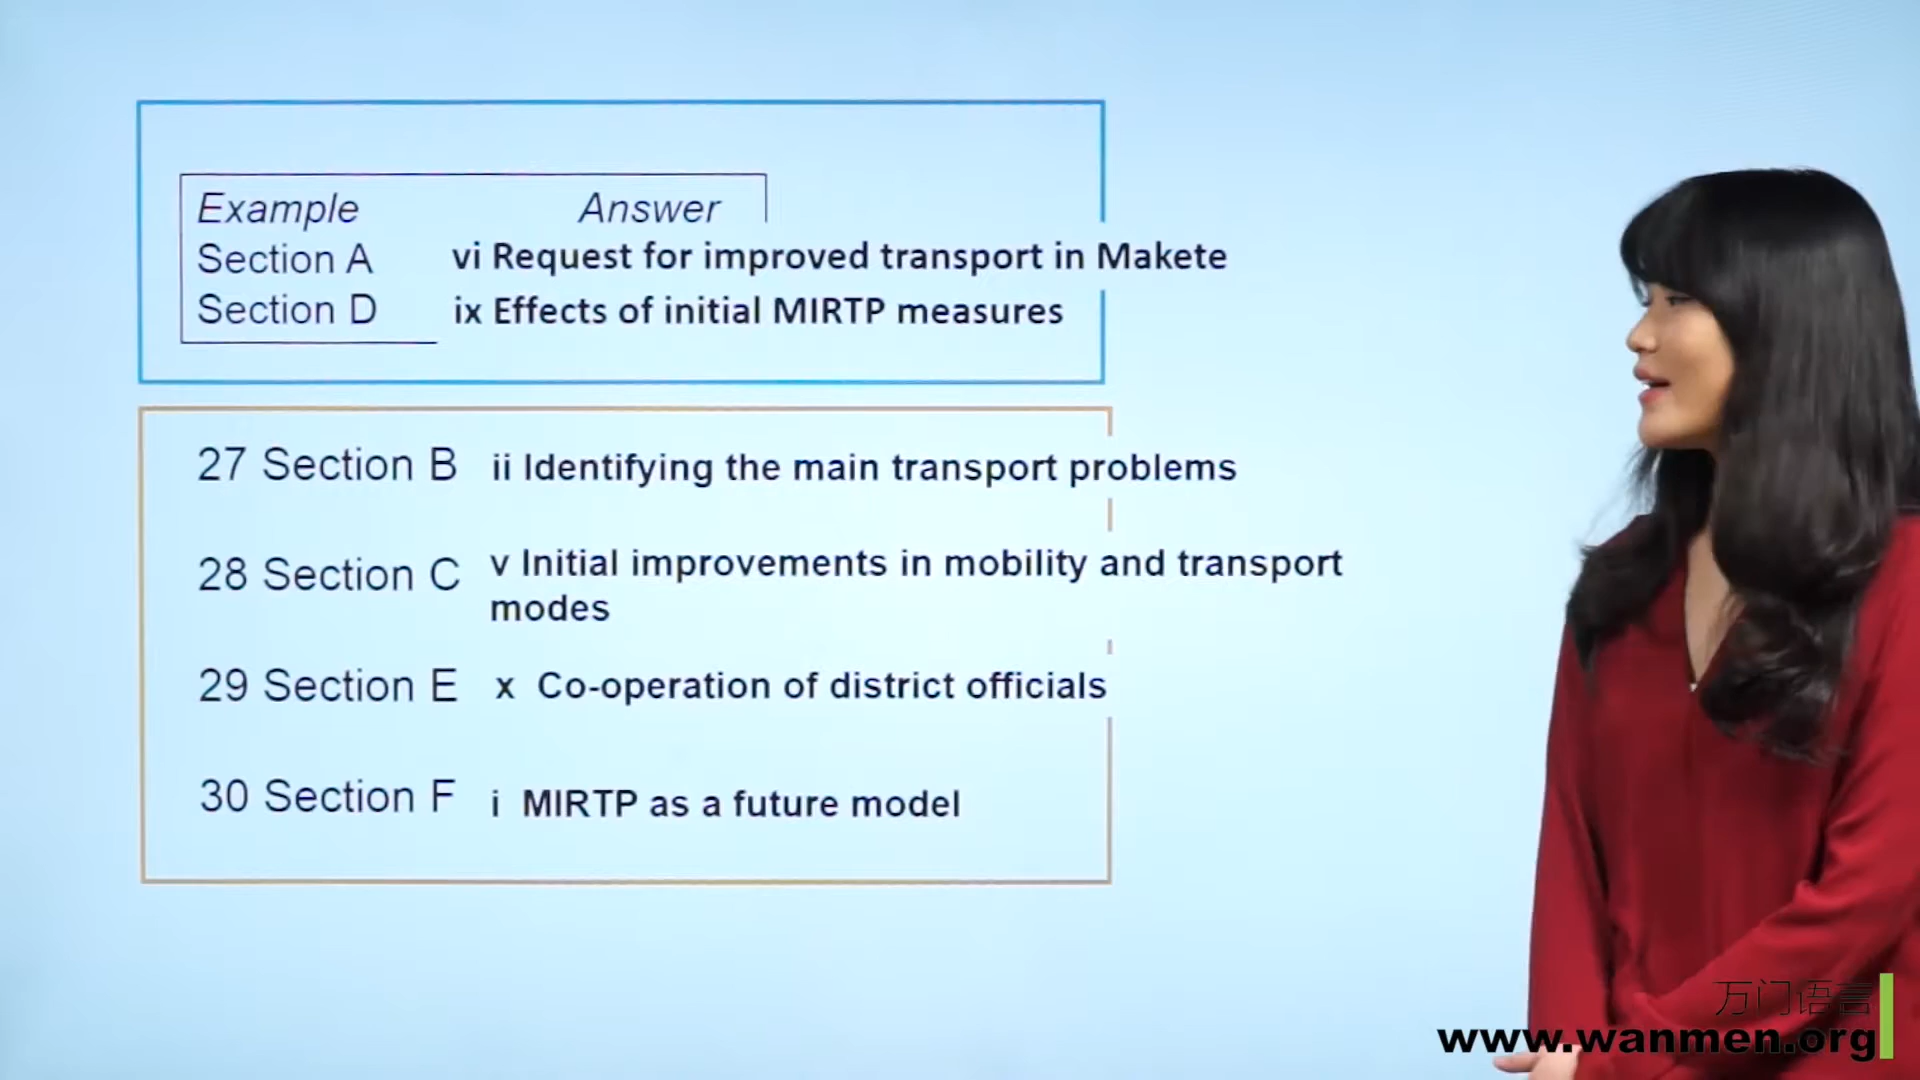 Example Answer
Section A vi Request for improved transport in Makete
Section D ix Effects of initial MIRTP measures
27 Section B ii Identifying the main transport problems
28 Section C v Initial improvements in mobility and transport
modes
29 Section E x Co-operation of district officials
30 Section F i MIRTP as a future model
万门语言
www.wanmen.org